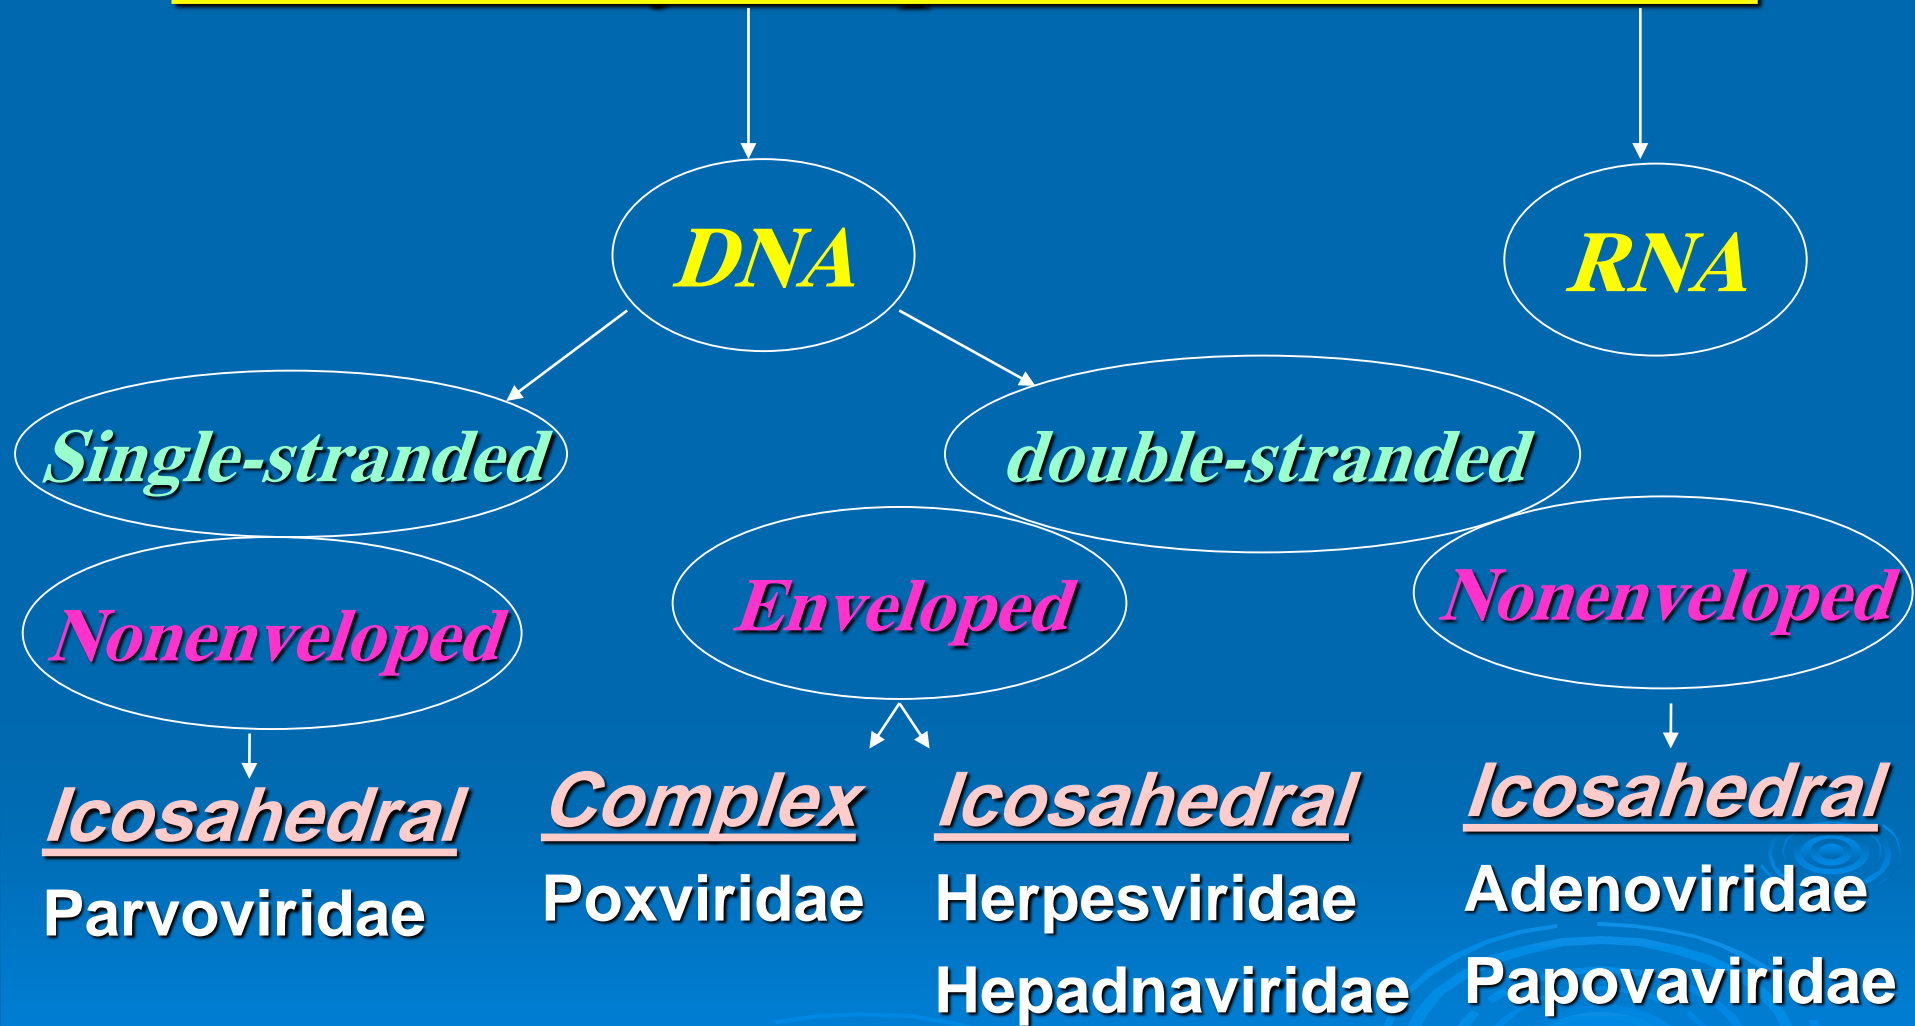 DNA
RNA
Single-stranded
double-stranded
Nonenveloped
Enveloped
Nonenveloped
Icosahedral
Parvoviridae
Complex
Poxviridae
Icosahedral
Herpesviridae
Hepadnaviridae
Icosahedral
Adenoviridae
Papovaviridae